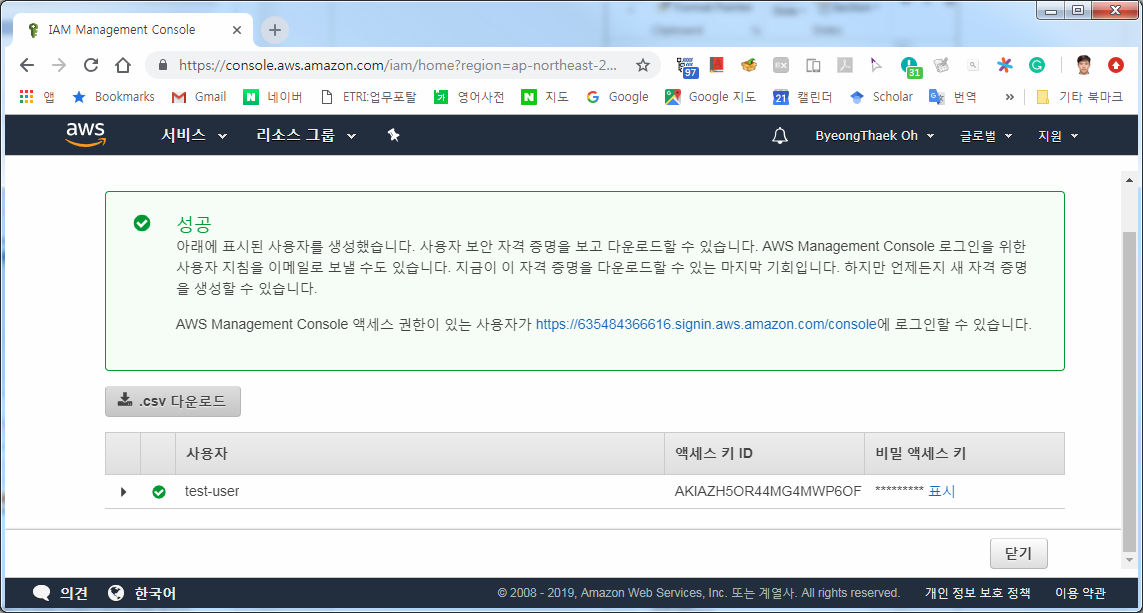 IAM Management Console
https://console.aws.amazon.com/iam/home?region=ap-northeast-2...
97
31
앱 Bookmarks Gmail 네이버 ETRI:업무포탈 영어사전 지도 Google Google 지도 캘린더 Scholar 번역 » 기타 북마크
aws 서비스 리소스 그룹 ByeongThaek Oh 글로벌 지원
성공
아래에 표시된 사용자를 생성했습니다. 사용자 보안 자격 증명을 보고 다운로드할 수 있습니다. AWS Management Console 로그인을 위한
사용자 지침을 이메일로 보낼 수도 있습니다. 지금이 이 자격 증명을 다운로드할 수 있는 마지막 기회입니다. 하지만 언제든지 새 자격 증명
을 생성할 수 있습니다.
AWS Management Console 액세스 권한이 있는 사용자가 https://635484366616.signin.aws.amazon.com/console에 로그인할 수 있습니다.
.csv 다운로드
사용자 액세스 키 ID 비밀 액세스 키
test-user AKIAZH5OR44MG4MWP6OF ********* 표시
닫기
의견 한국어 © 2008 - 2019, Amazon Web Services, Inc. 또는 계열사. All rights reserved. 개인 정보 보호 정책 이용 약관